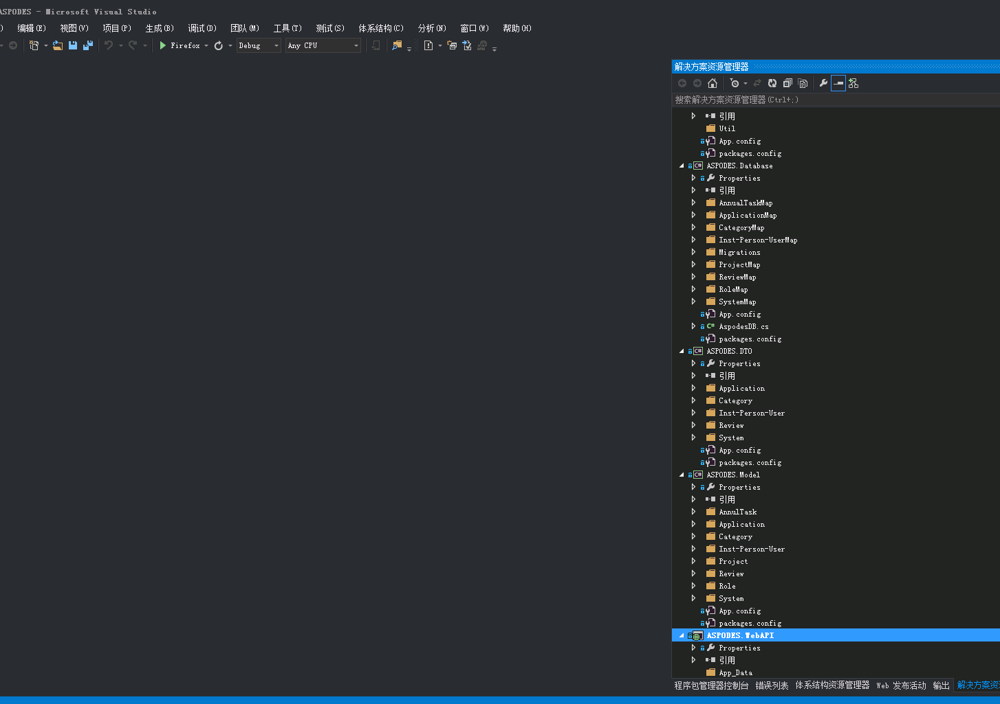 ASPODES - Microsoft Visual Studio
) 编辑(E) 视图(V) 项目(P) 生成(B) 调试(D) 团队(M) 工具(T) 测试(S) 体系结构(C) 分析(N) 窗口(W) 帮助(H)
Firefox Debug Any CPU
解决方案资源管理器
搜索解决方案资源管理器(Ctrl+;)
引用
Util
App.config
packages.config
C# ASPODES.Database
Properties
引用
AnnualTaskMap
ApplicationMap
CategoryMap
Inst-Person-UserMap
Migrations
ProjectMap
ReviewMap
RoleMap
SystemMap
App.config
C# AspodesDB.cs
packages.config
C# ASPODES.DTO
Properties
引用
Application
Category
Inst-Person-User
Review
System
App.config
packages.config
C# ASPODES.Model
Properties
引用
AnnulTask
Application
Category
Inst-Person-User
Project
Review
Role
System
App.config
packages.config
ASPODES.WebAPI
Properties
引用
App_Data
程序包管理器控制台 错误列表 体系结构资源管理器 Web 发布活动 输出 解决方案资